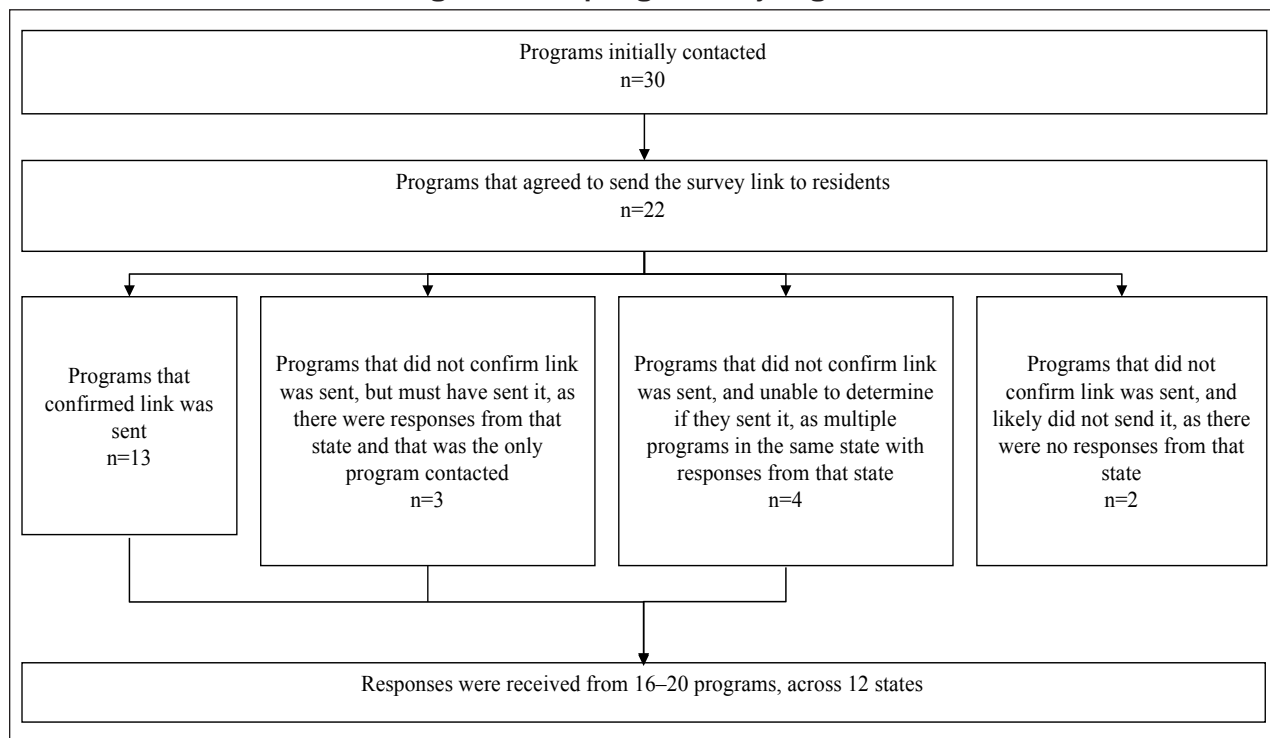 Programs initially contacted
n=30
Programs that agreed to send the survey link to residents
n=22
Programs that
confirmed link was
sent
n=13
Programs that did not confirm link
was sent, but must have sent it, as
there were responses from that
state and that was the only
program contacted
n=3
Programs that did not confirm link
was sent, and unable to determine
if they sent it, as multiple
programs in the same state with
responses from that state
n=4
Programs that did not
confirm link was sent, and
likely did not send it, as there
were no responses from that
state
n=2
Responses were received from 16–20 programs, across 12 states